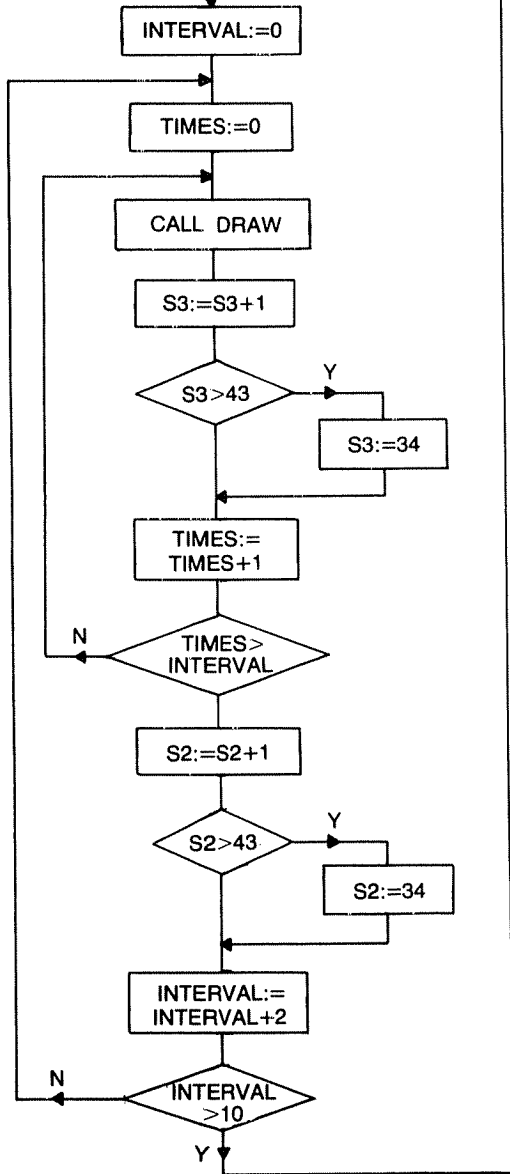 INTERVAL:=0
TIMES:=0
CALL DRAW
S3:=S3+1
S3>43
Y
S3:=34
TIMES:=
TIMES+1
TIMES>
INTERVAL
N
S2:=S2+1
S2>43
Y
S2:=34
INTERVAL:=
INTERVAL+2
INTERVAL
>10
N
Y